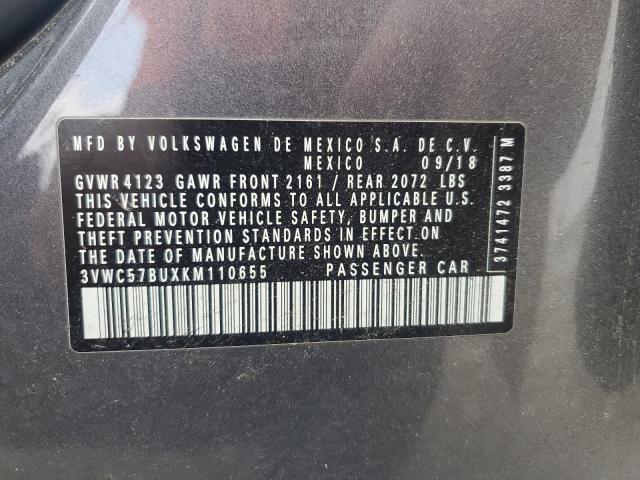 MFD BY VOLKSWAGEN DE MEXICO S.A. DE C.V.
MEXICO 09/18
GVWR 4123 GAWR FRONT 2161 / REAR 2072 LBS
THIS VEHICLE CONFORMS TO ALL APPLICABLE U.S.
FEDERAL MOTOR VEHICLE SAFETY, BUMPER AND
THEFT PREVENTION STANDARDS IN EFFECT ON
THE DATE OF MANUFACTURE SHOWN ABOVE.
3VWC57BUXKM110655 PASSENGER CAR
3741472 3387 M